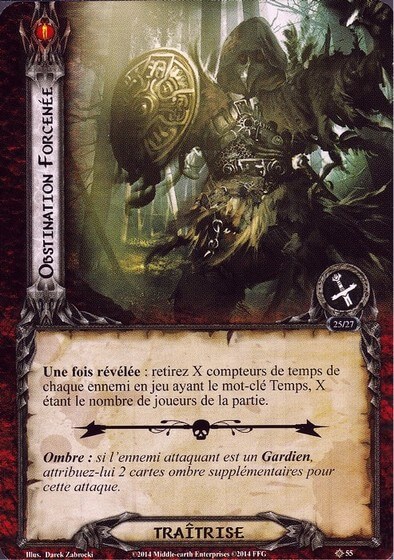 OBSTINATION FORCENÉE
25/27
Une fois révélée : retirez X compteurs de temps de
chaque ennemi en jeu ayant le mot-clé Temps, X
étant le nombre de joueurs de la partie.
Ombre : si l'ennemi attaquant est un Gardien,
attribuez-lui 2 cartes ombre supplémentaires pour
cette attaque.
TRAÎTRISE
Illus. Darek Zabrocki ©2014 Middle-earth Enterprises ©2014 FFG 55